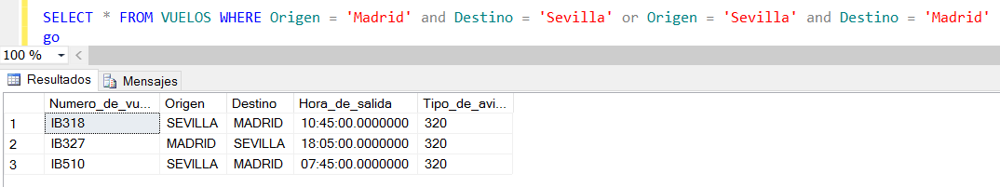 SELECT * FROM VUELOS WHERE Origen = 'Madrid' and Destino = 'Sevilla' or Origen = 'Sevilla' and Destino = 'Madrid'
go
100 %
Resultados Mensajes
Numero_de_vu... Origen Destino Hora_de_salida Tipo_de_avi...
1 IB318 SEVILLA MADRID 10:45:00.0000000 320
2 IB327 MADRID SEVILLA 18:05:00.0000000 320
3 IB510 SEVILLA MADRID 07:45:00.0000000 320